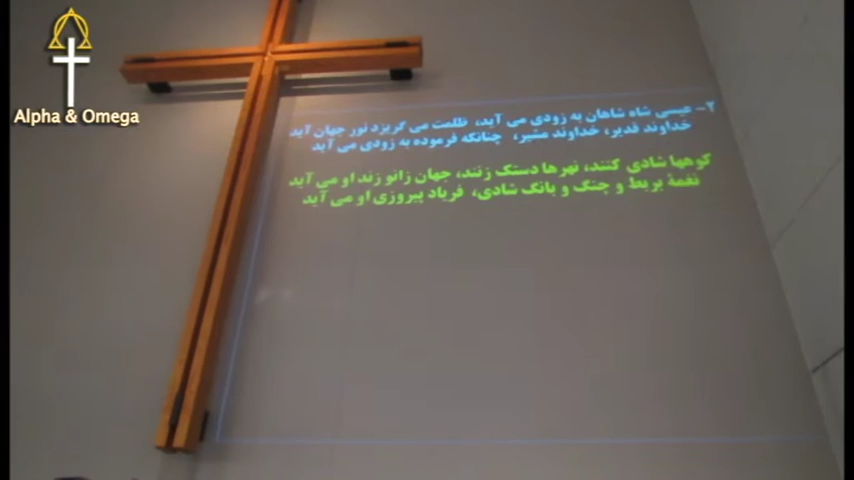 Alpha & Omega
۲- عیسی شاه شاهان به زودی می آید، ظلمت می گریزد نور جهان آید
خداوند قدیر، خداوند مشیر، چنانکه فرموده به زودی می آید
کوهها شادی کنند، نهرها دستک زنند، جهان زانو زند او می آید
نغمهٔ بربط و چنگ و بانگ شادی، فریاد پیروزی او می آید